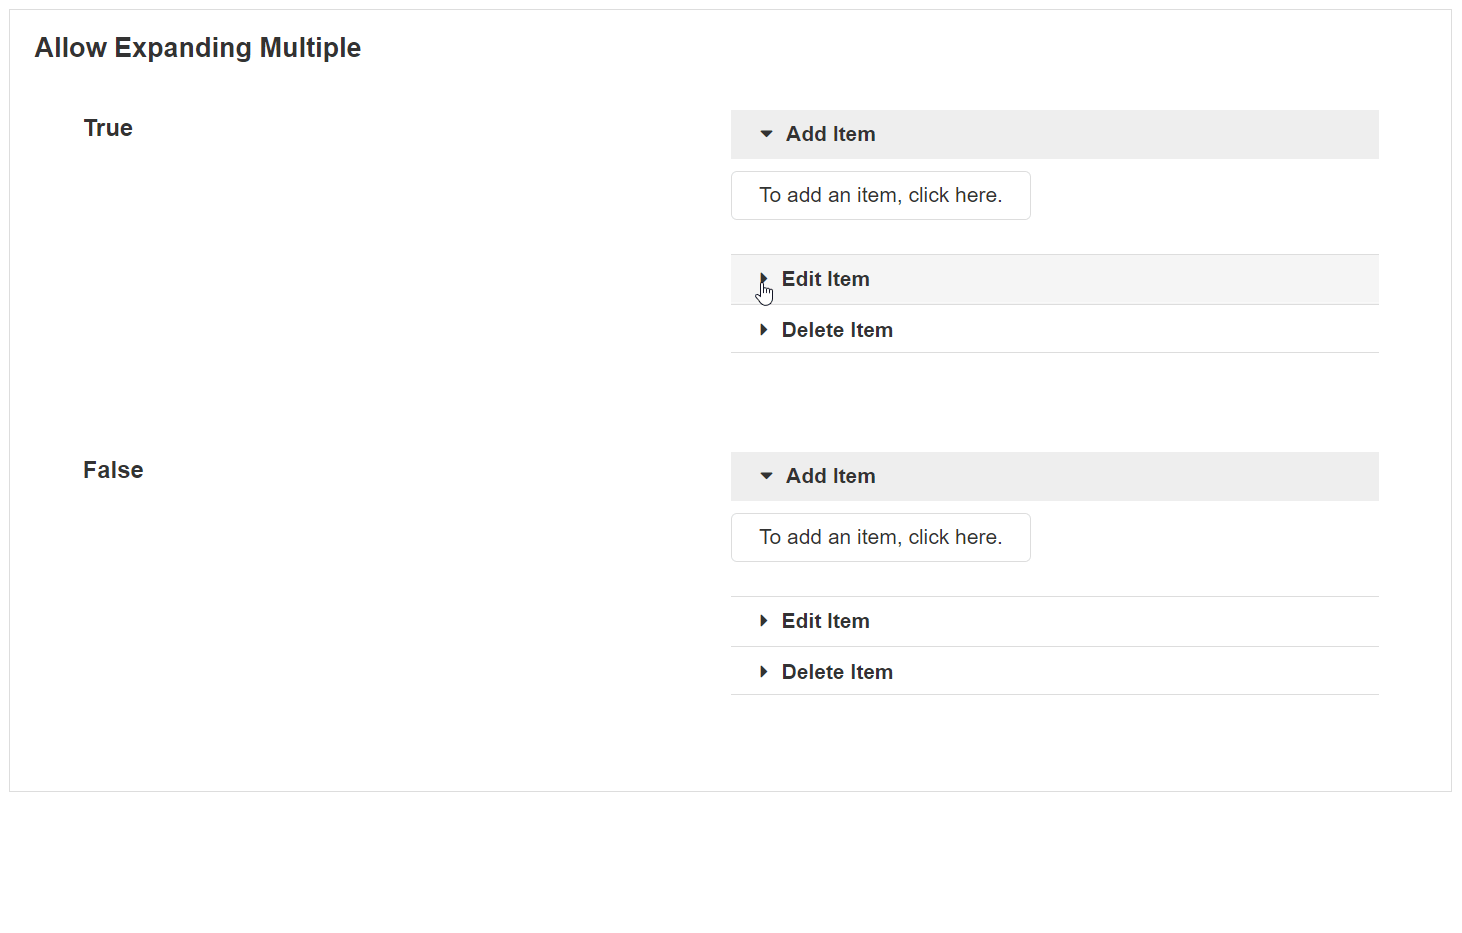 Allow Expanding Multiple
True
Add Item
To add an item, click here.
Edit Item
Delete Item
False
Add Item
To add an item, click here.
Edit Item
Delete Item